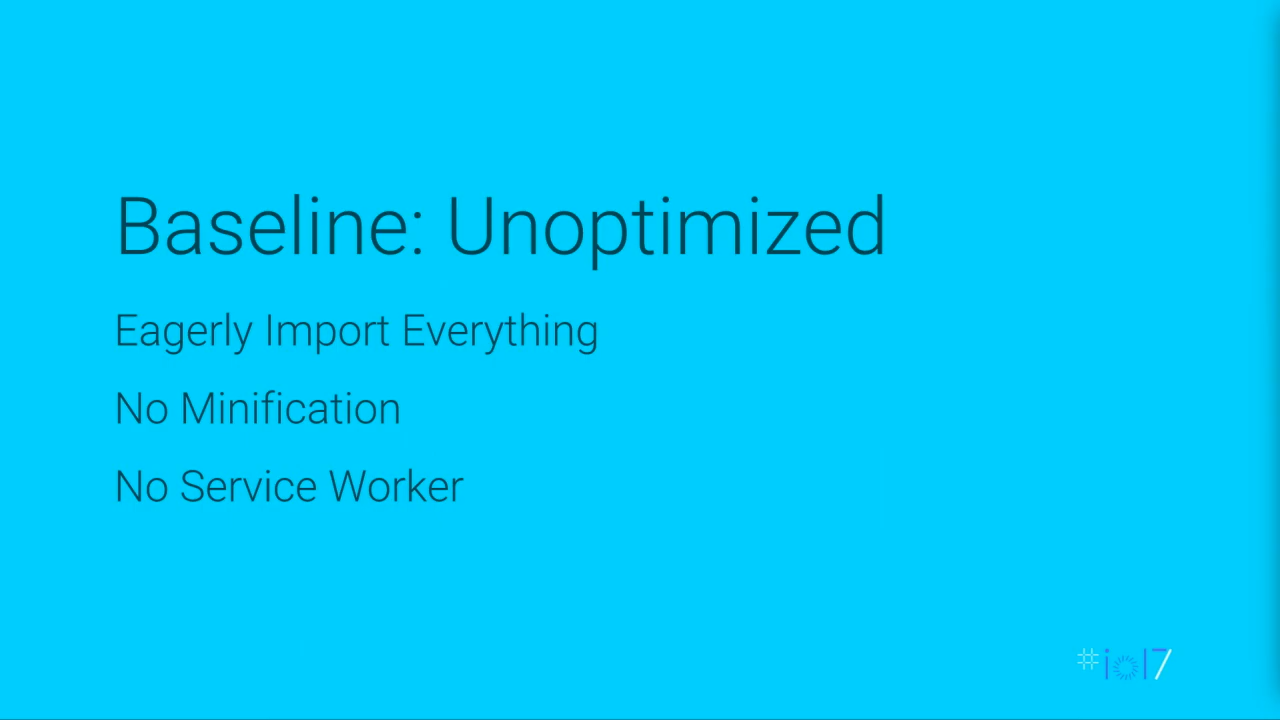 Baseline: Unoptimized
Eagerly Import Everything
No Minification
No Service Worker
#io17